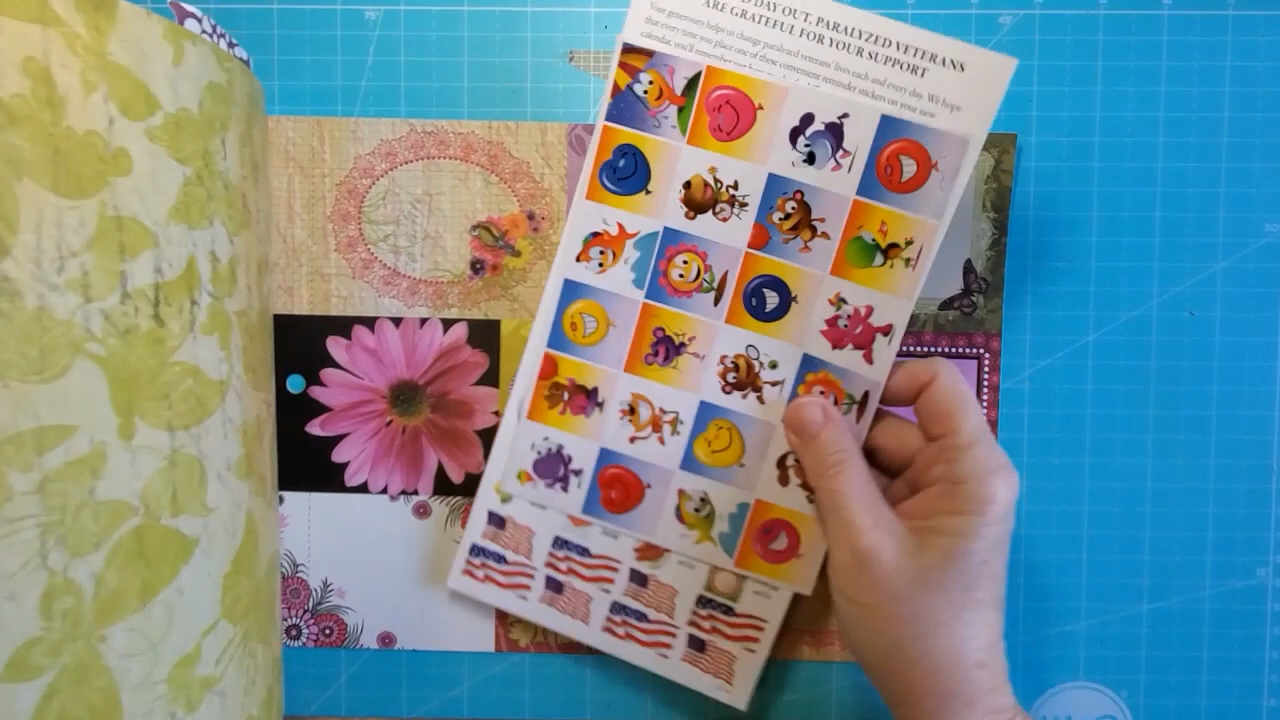 D DAY OUT, PARALYZED VETERANS
ARE GRATEFUL FOR YOUR SUPPORT
Your generosity helps us change paralyzed veterans' lives each and every day. We hope
that every time you place one of these convenient reminder stickers on your new
calendar, you'll remember